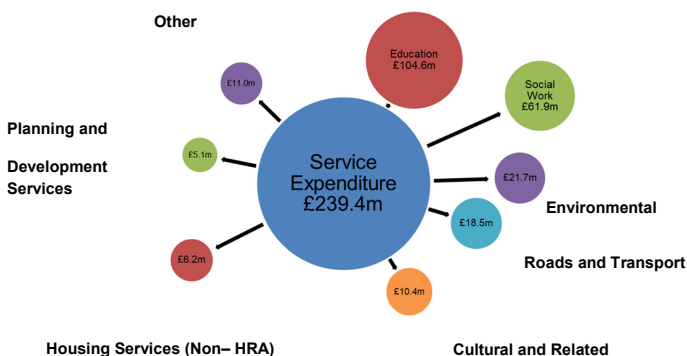 Other
Education
£104.6m
Social
Work
£61.9m
£11.0m
Planning and
Development
Services
£5.1m
Service
Expenditure
£239.4m
£21.7m
Environmental
£18.5m
Roads and Transport
£6.2m
£10.4m
Housing Services (Non– HRA)
Cultural and Related